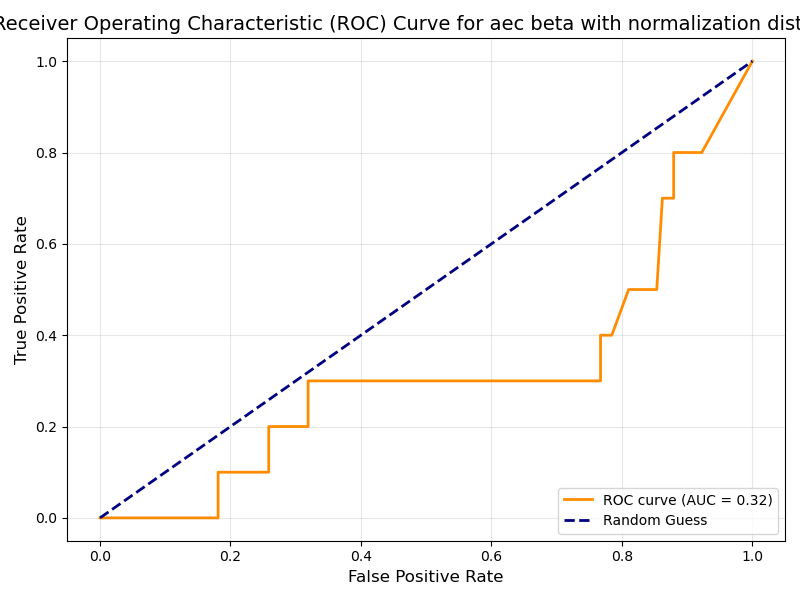 Receiver Operating Characteristic (ROC) Curve for aec beta with normalization dist
1.0
0.8
0.6
0.4
0.2
0.0
True Positive Rate
ROC curve (AUC = 0.32)
Random Guess
0.0 0.2 0.4 0.6 0.8 1.0
False Positive Rate